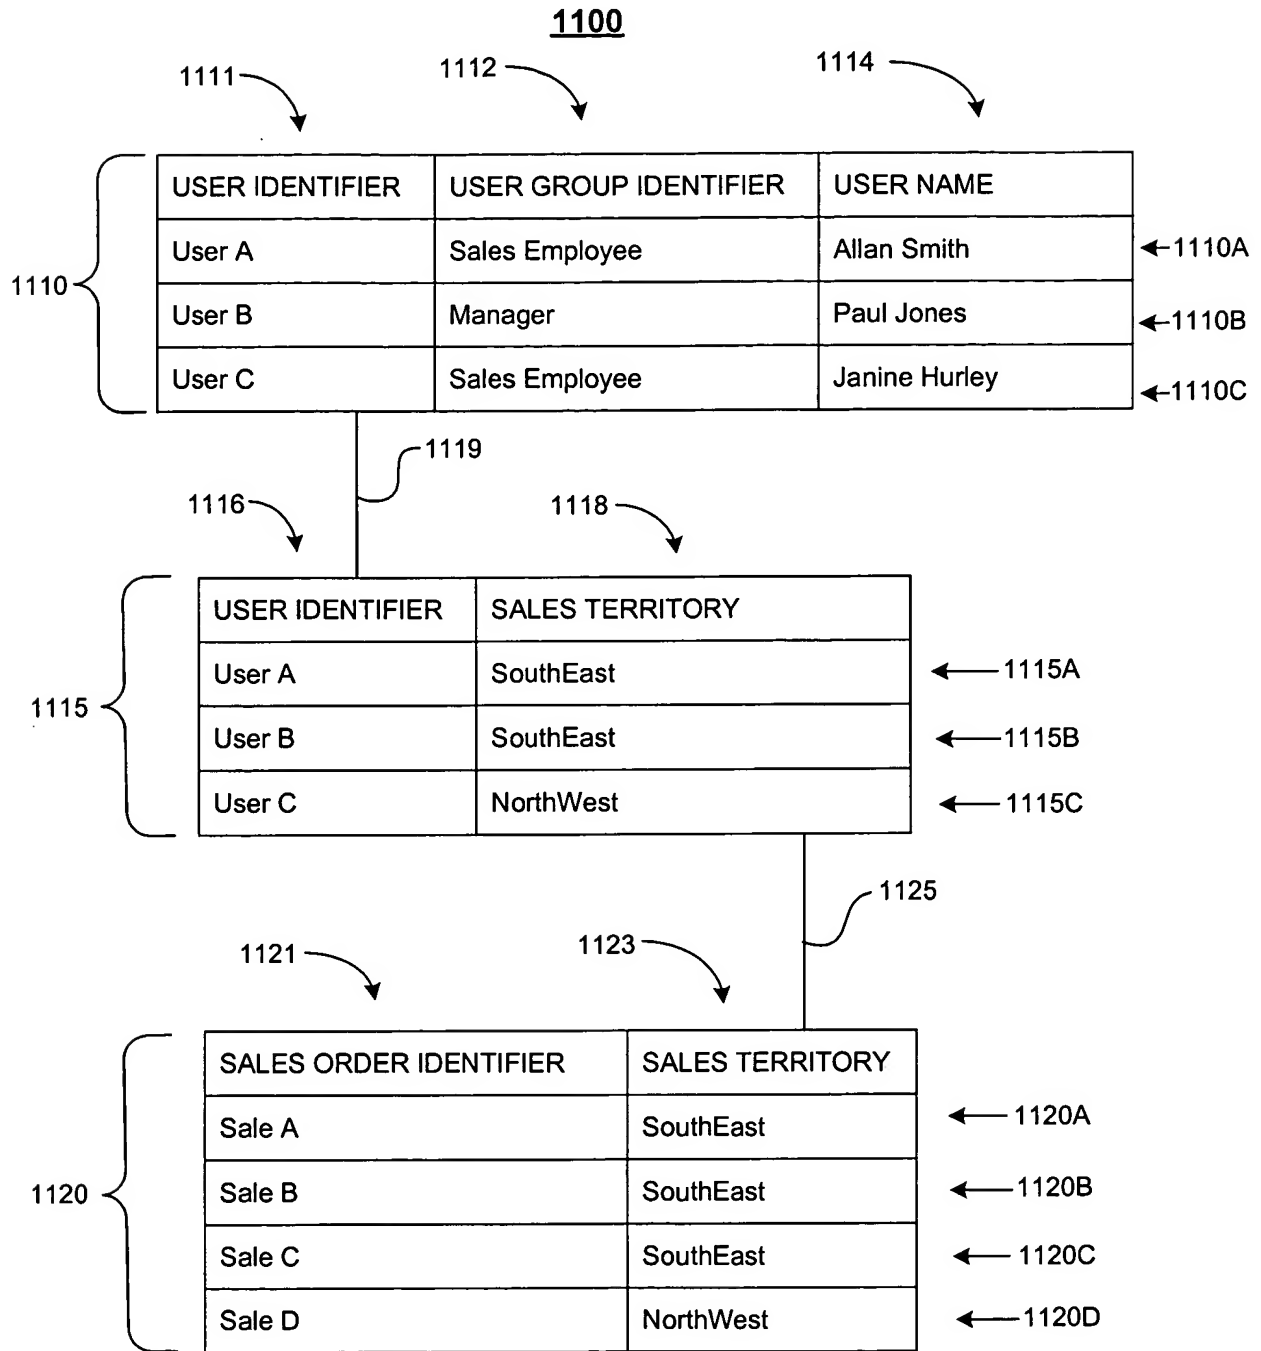 1100
1111 1112 1114
USER IDENTIFIER USER GROUP IDENTIFIER USER NAME
User A Sales Employee Allan Smith 1110A
1110
User B Manager Paul Jones 1110B
User C Sales Employee Janine Hurley 1110C
1119
1116 1118
USER IDENTIFIER SALES TERRITORY
User A SouthEast 1115A
1115
User B SouthEast 1115B
User C NorthWest 1115C
1125
1121 1123
SALES ORDER IDENTIFIER SALES TERRITORY
Sale A SouthEast 1120A
1120
Sale B SouthEast 1120B
Sale C SouthEast 1120C
Sale D NorthWest 1120D